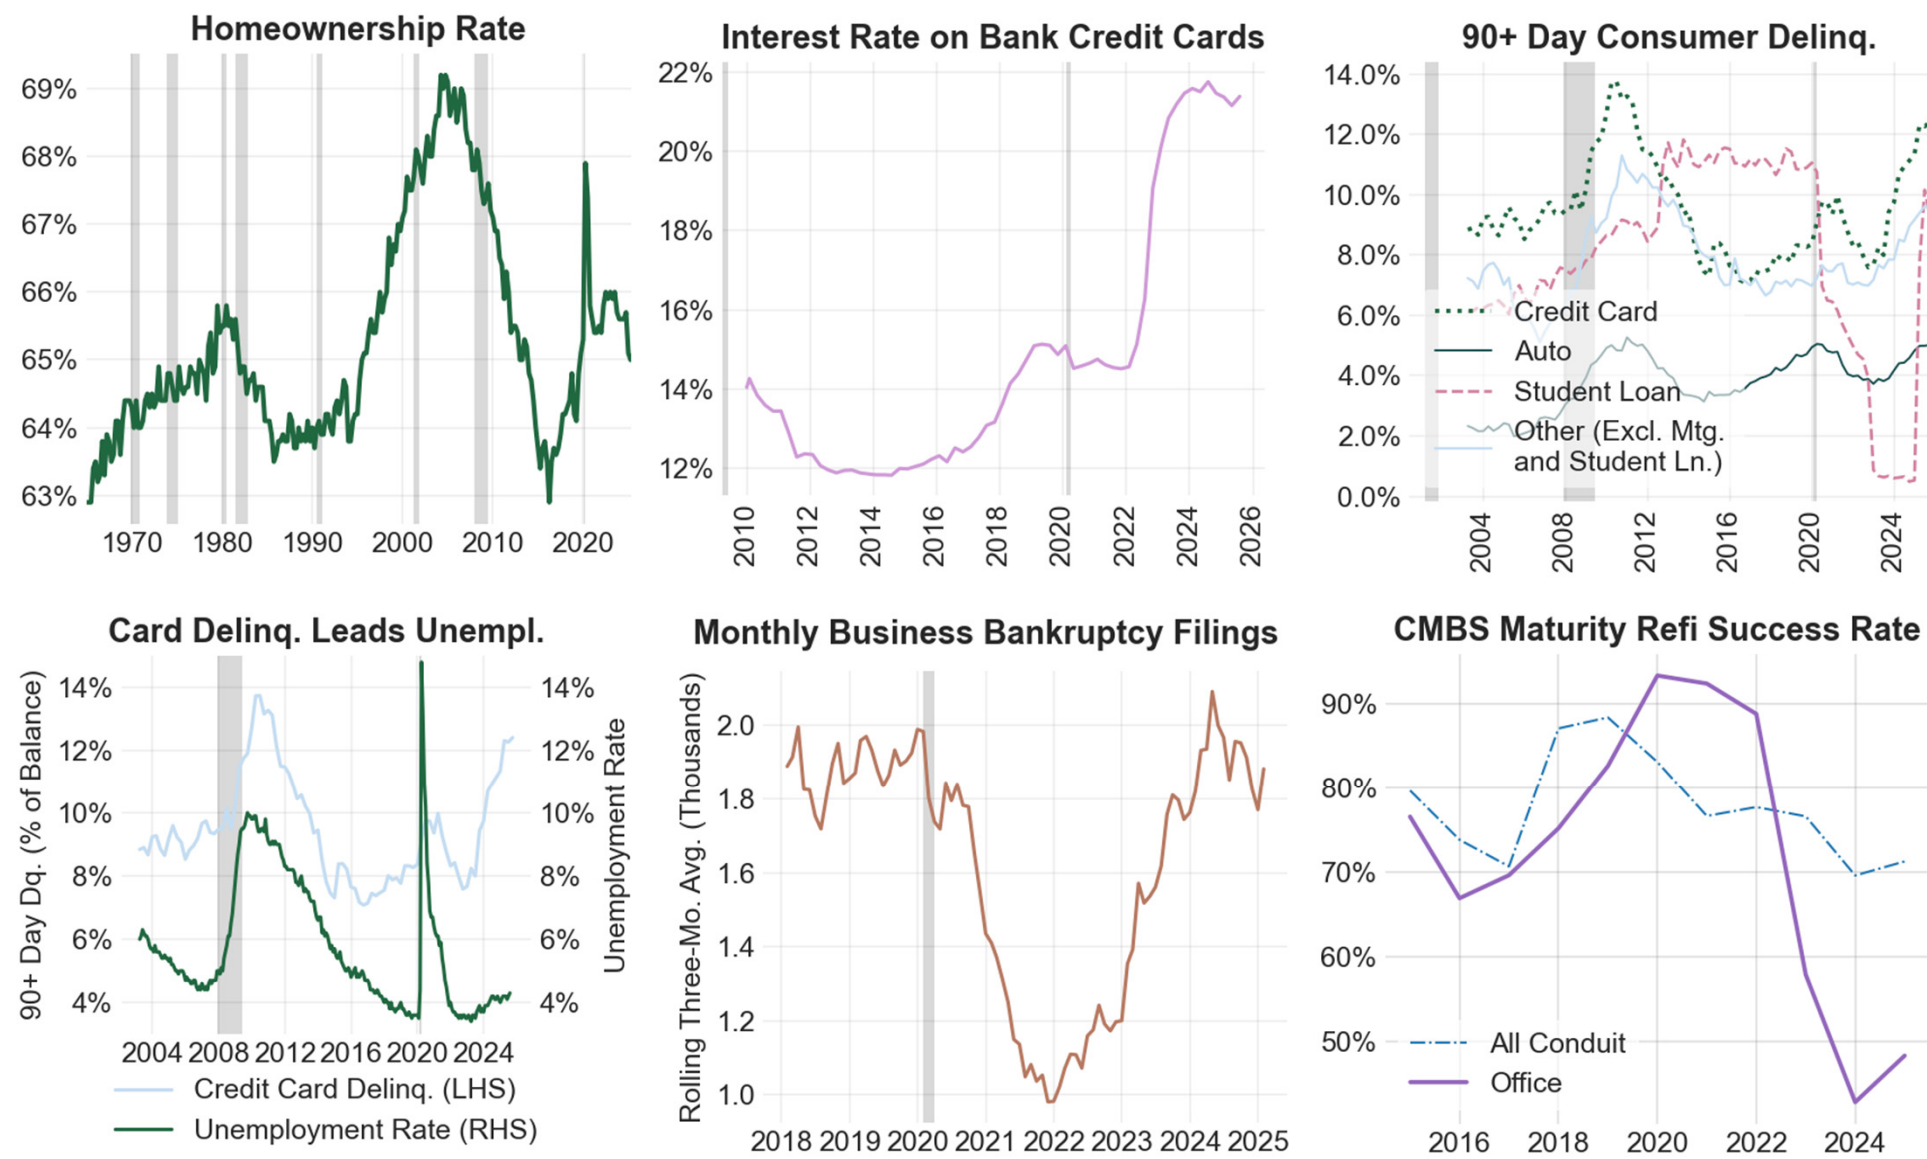 Homeownership Rate
69%
68%
67%
66%
65%
64%
63%
1970 1980 1990 2000 2010 2020
Interest Rate on Bank Credit Cards
22%
20%
18%
16%
14%
12%
2010 2012 2014 2016 2018 2020 2022 2024 2026
90+ Day Consumer Delinq.
14.0%
12.0%
10.0%
8.0%
6.0%
4.0%
2.0%
0.0%
Credit Card
Auto
Student Loan
Other (Excl. Mtg.
and Student Ln.)
2004 2008 2012 2016 2020 2024
Card Delinq. Leads Unempl.
90+ Day Dq. (% of Balance)
14%
12%
10%
8%
6%
4%
14%
12%
10%
8%
6%
4%
Unemployment Rate
2004 2008 2012 2016 2020 2024
Credit Card Delinq. (LHS)
Unemployment Rate (RHS)
Monthly Business Bankruptcy Filings
Rolling Three-Mo. Avg. (Thousands)
2.0
1.8
1.6
1.4
1.2
1.0
2018 2019 2020 2021 2022 2023 2024 2025
CMBS Maturity Refi Success Rate
90%
80%
70%
60%
50%
All Conduit
Office
2016 2018 2020 2022 2024